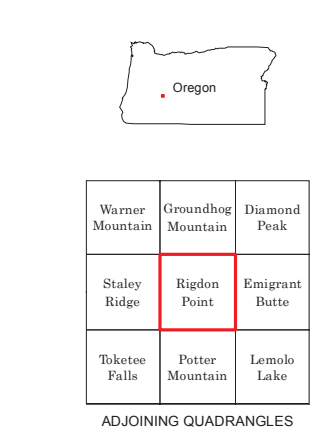 Oregon
Warner Mountain
Groundhog Mountain
Diamond Peak
Staley Ridge
Rigdon Point
Emigrant Butte
Toketee Falls
Potter Mountain
Lemolo Lake
ADJOINING QUADRANGLES